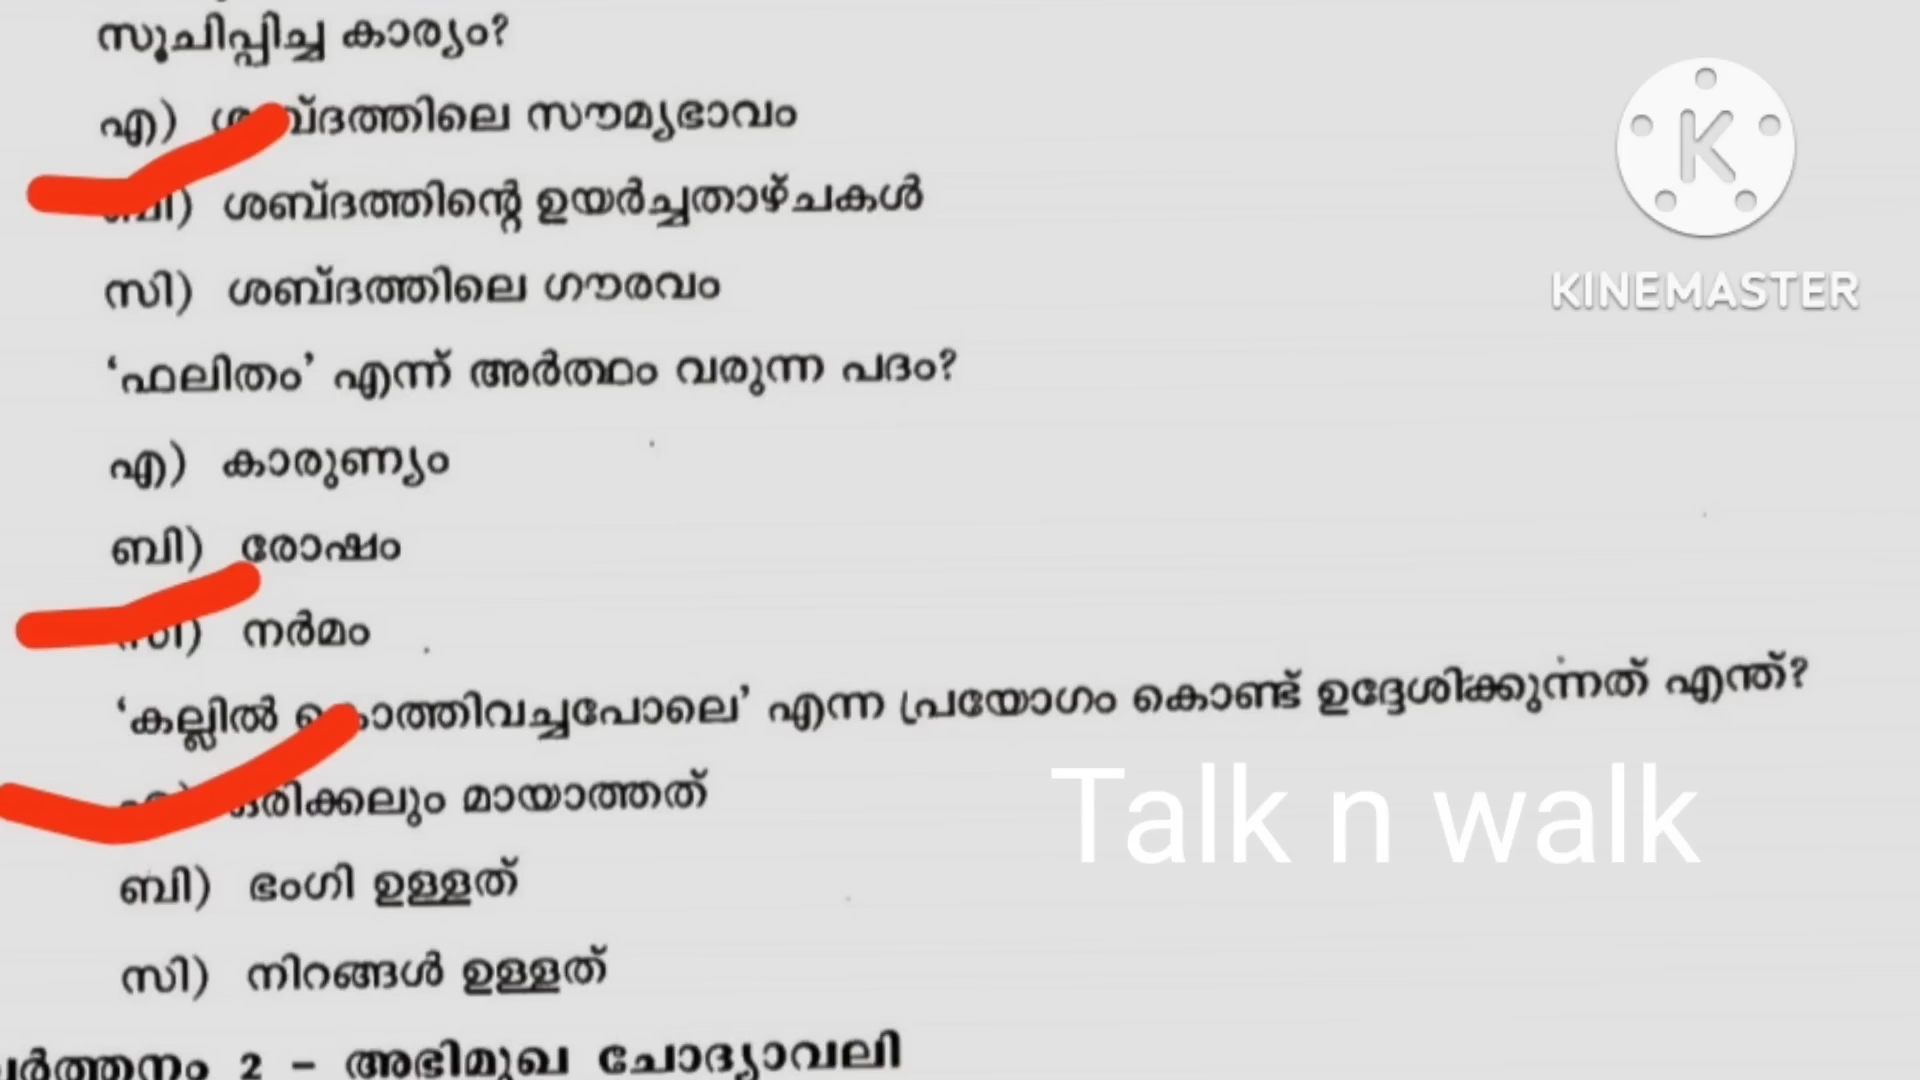 സൂചിപ്പിച്ച കാര്യം?
എ) ശബ്ദത്തിലെ സൗമ്യഭാവം
ബി) ശബ്ദത്തിന്റെ ഉയർച്ചതാഴ്ചകൾ
സി) ശബ്ദത്തിലെ ഗൗരവം
‘ഫലിതം’ എന്ന് അർത്ഥം വരുന്ന പദം?
എ) കാരുണ്യം
ബി) രോഷം
സി) നർമം
‘കല്ലിൽ കൊത്തിവച്ചപോലെ’ എന്ന പ്രയോഗം കൊണ്ട് ഉദ്ദേശിക്കുന്നത് എന്ത്?
എ) ഒരിക്കലും മായാത്തത്
ബി) ഭംഗി ഉള്ളത്
സി) നിറങ്ങൾ ഉള്ളത്
2 – അഭിമുഖ ചോദ്യാവലി
K
KINEMASTER
Talk n walk